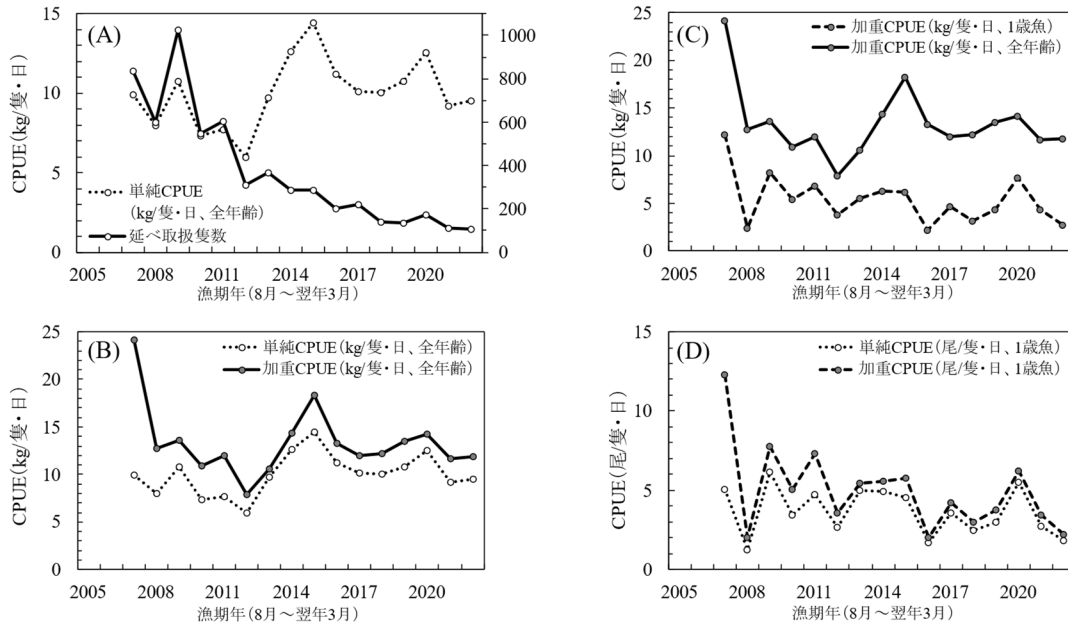 (A)
15
10
5
0
CPUE(kg/隻・日)
1000
800
600
400
200
0
単純CPUE
(kg/隻・日、全年齢)
延べ取扱隻数
2005 2008 2011 2014 2017 2020
漁期年(8月～翌年3月)
(C)
25
20
15
10
5
0
CPUE(kg/隻・日)
加重CPUE(kg/隻・日、1歳魚)
加重CPUE(kg/隻・日、全年齢)
2005 2008 2011 2014 2017 2020
漁期年(8月～翌年3月)
(B)
25
20
15
10
5
0
CPUE(kg/隻・日)
単純CPUE(kg/隻・日、全年齢)
加重CPUE(kg/隻・日、全年齢)
2005 2008 2011 2014 2017 2020
漁期年(8月～翌年3月)
(D)
15
10
5
0
CPUE(尾/隻・日)
単純CPUE(尾/隻・日、1歳魚)
加重CPUE(尾/隻・日、1歳魚)
2005 2008 2011 2014 2017 2020
漁期年(8月～翌年3月)